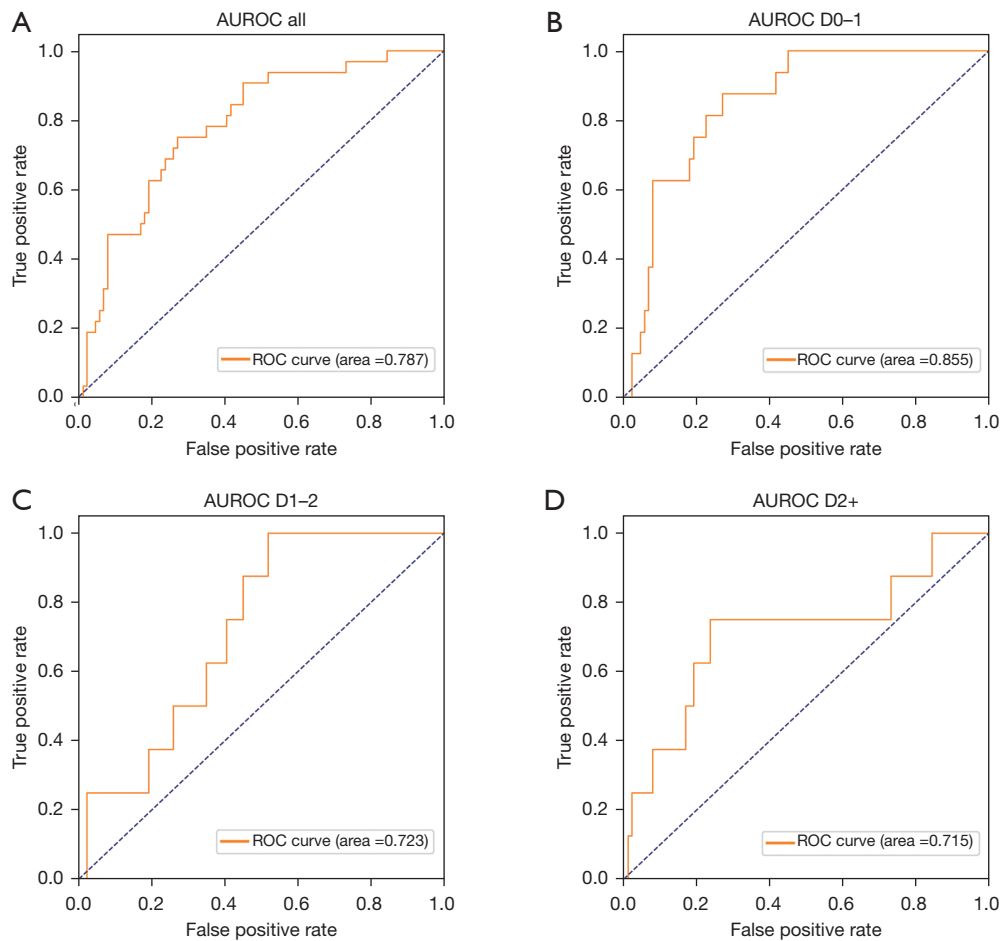 A
AUROC all
True positive rate
1.0
0.8
0.6
0.4
0.2
0.0
ROC curve (area =0.787)
0.0 0.2 0.4 0.6 0.8 1.0
False positive rate
B
AUROC D0–1
True positive rate
1.0
0.8
0.6
0.4
0.2
0.0
ROC curve (area =0.855)
0.0 0.2 0.4 0.6 0.8 1.0
False positive rate
C
AUROC D1–2
True positive rate
1.0
0.8
0.6
0.4
0.2
0.0
ROC curve (area =0.723)
0.0 0.2 0.4 0.6 0.8 1.0
False positive rate
D
AUROC D2+
True positive rate
1.0
0.8
0.6
0.4
0.2
0.0
ROC curve (area =0.715)
0.0 0.2 0.4 0.6 0.8 1.0
False positive rate